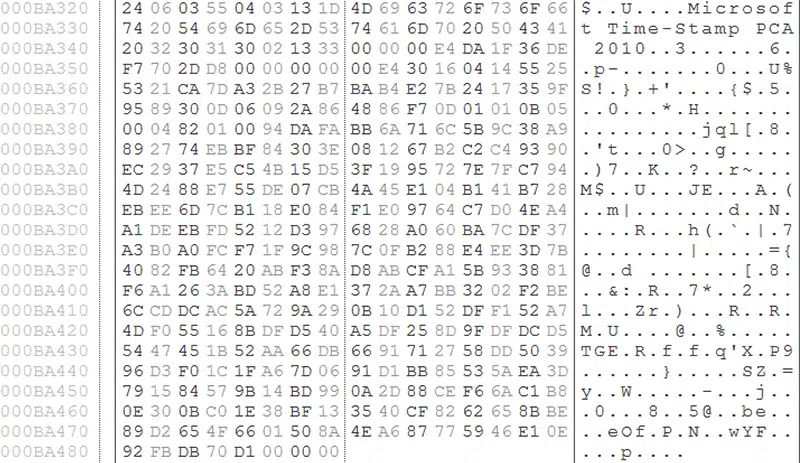 000BA320 24 06 03 55 04 03 13 1D 4D 69 63 72 6F 73 6F 66 $..U....Microsof
000BA330 74 20 54 69 6D 65 2D 53 74 61 6D 70 20 50 43 41 t Time-Stamp PCA
000BA340 20 32 30 31 30 02 13 33 00 00 00 E4 DA 1F 36 DE  2010..3......6.
000BA350 F7 70 2D D8 00 00 00 00 00 E4 30 16 04 14 55 25 .p-.......0...U%
000BA360 53 21 CA 7D A3 2B 27 B7 BA B4 E2 7B 24 17 35 9F S!.}.+'....{$.5.
000BA370 95 89 30 0D 06 09 2A 86 48 86 F7 0D 01 01 0B 05 ..0...*.H.......
000BA380 00 04 82 01 00 94 DA FA BB 6A 71 6C 5B 9C 38 A9 .........jql[.8.
000BA390 89 27 74 EB BF 84 30 3E 08 12 67 B2 C2 C4 93 90 .'t...0>..g.....
000BA3A0 EC 29 37 E5 C5 4B 15 D5 3F 19 95 72 7E 7F C7 94 .)7..K..?..r~...
000BA3B0 4D 24 88 E7 55 DE 07 CB 4A 45 E1 04 B1 41 B7 28 M$..U...JE...A.(
000BA3C0 EB EE 6D 7C B1 18 E0 84 F1 E0 97 64 C7 D0 4E A4 ..m|.......d..N.
000BA3D0 A1 DE EB FD 52 12 D3 97 68 28 A0 60 BA 7C DF 37 ....R...h(.`.|.7
000BA3E0 A3 B0 A0 FC F7 1F 9C 98 7C 0F B2 88 E4 EE 3D 7B ........|.....={
000BA3F0 40 82 FB 64 20 AB F3 8A D8 AB CF A1 5B 93 38 81 @..d .......[.8.
000BA400 F6 A1 26 3A BD 52 A8 E1 37 2A A7 BB 32 02 F2 BE ..&:.R..7*..2...
000BA410 6C CD DC AC 5A 72 9A 29 0B 10 D1 52 DF F1 52 A7 l...Zr.)...R..R.
000BA420 4D F0 55 16 8B DF D5 40 A5 DF 25 8D 9F DF DC D5 M.U....@..%.....
000BA430 54 47 45 1B 52 AA 66 DB 66 91 71 27 58 DD 50 39 TGE.R.f.f.q'X.P9
000BA440 96 D3 F0 1C 1F A6 7D 06 91 D1 BB 85 53 5A EA 3D ......}.....SZ.=
000BA450 79 15 84 57 9B 14 BD 99 0A 2D 88 CE F6 6A C1 B8 y..W.....-...j..
000BA460 0E 30 0B C0 1E 38 BF 13 35 40 CF 82 62 65 8B BE .0...8..5@..be..
000BA470 89 D2 65 4F 66 01 50 8A 4E A6 87 77 59 46 E1 0E ..eOf.P.N..wYF..
000BA480 92 FB DB 70 D1 00 00 00 ...p....